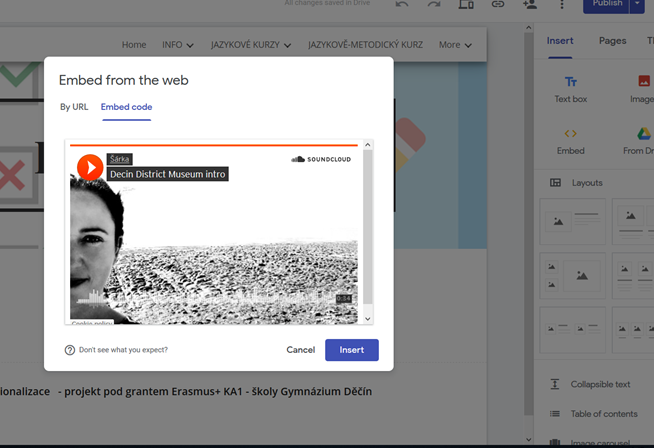 All changes saved in Drive
Publish
Home INFO JAZYKOVÉ KURZY JAZYKOVĚ-METODICKÝ KURZ More
Insert Pages
Embed from the web
By URL Embed code
Šárka
SOUNDCLOUD
Decin District Museum intro
0:54
Cookie policy
Don't see what you expect?
Cancel Insert
ionalizace - projekt pod grantem Erasmus+ KA1 - školy Gymnázium Děčín
Text box Image
Embed From Dr
Layouts
Collapsible text
Table of contents
Image carousel